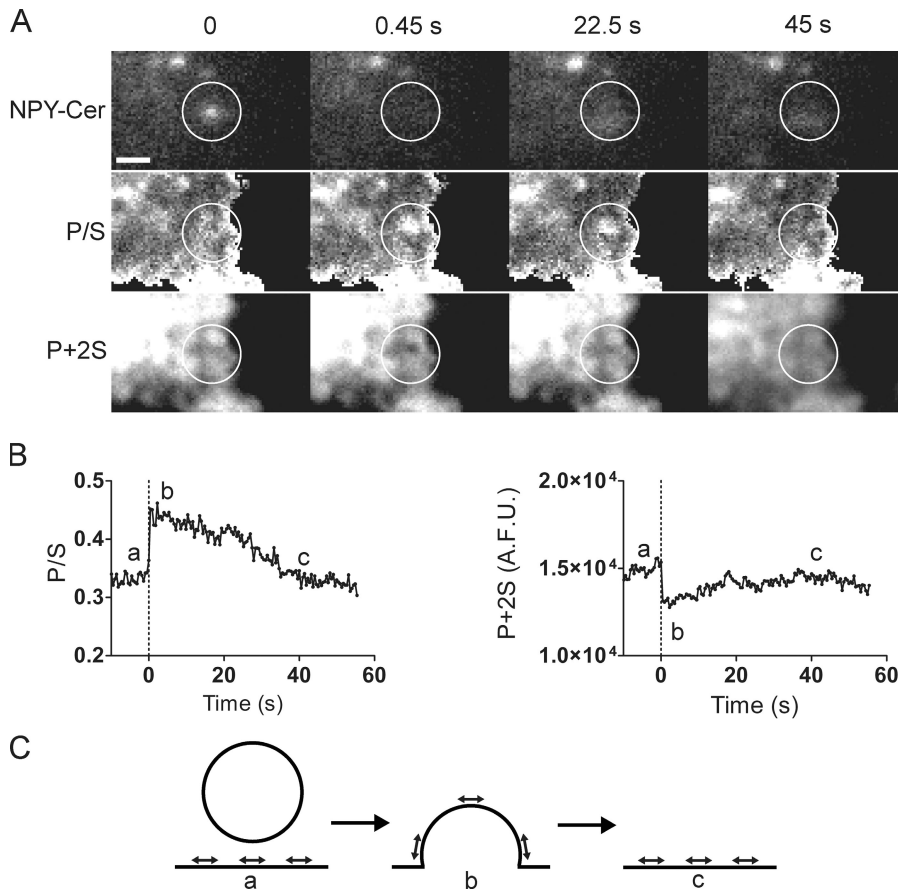 A
0 0.45 s 22.5 s 45 s
NPY-Cer
P/S
P+2S
B
0.5
0.4
0.3
0.2
P/S
a
b
c
0 20 40 60
Time (s)
2.0×10⁴
1.5×10⁴
1.0×10⁴
P+2S (A.F.U.)
a
b
c
0 20 40 60
Time (s)
C
a
b
c